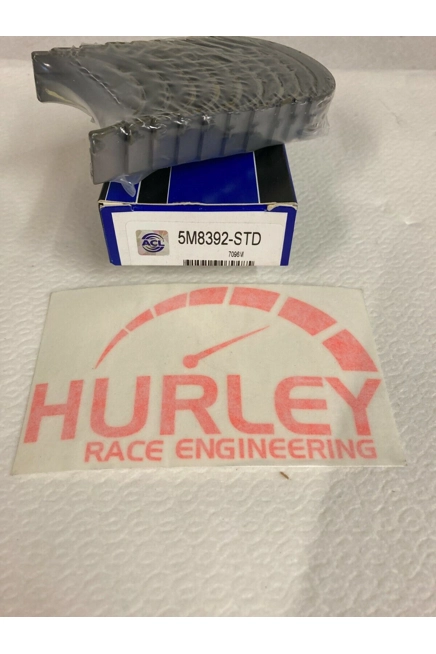 ACL
5M8392-STD
7096M
HURLEY
RACE ENGINEERING